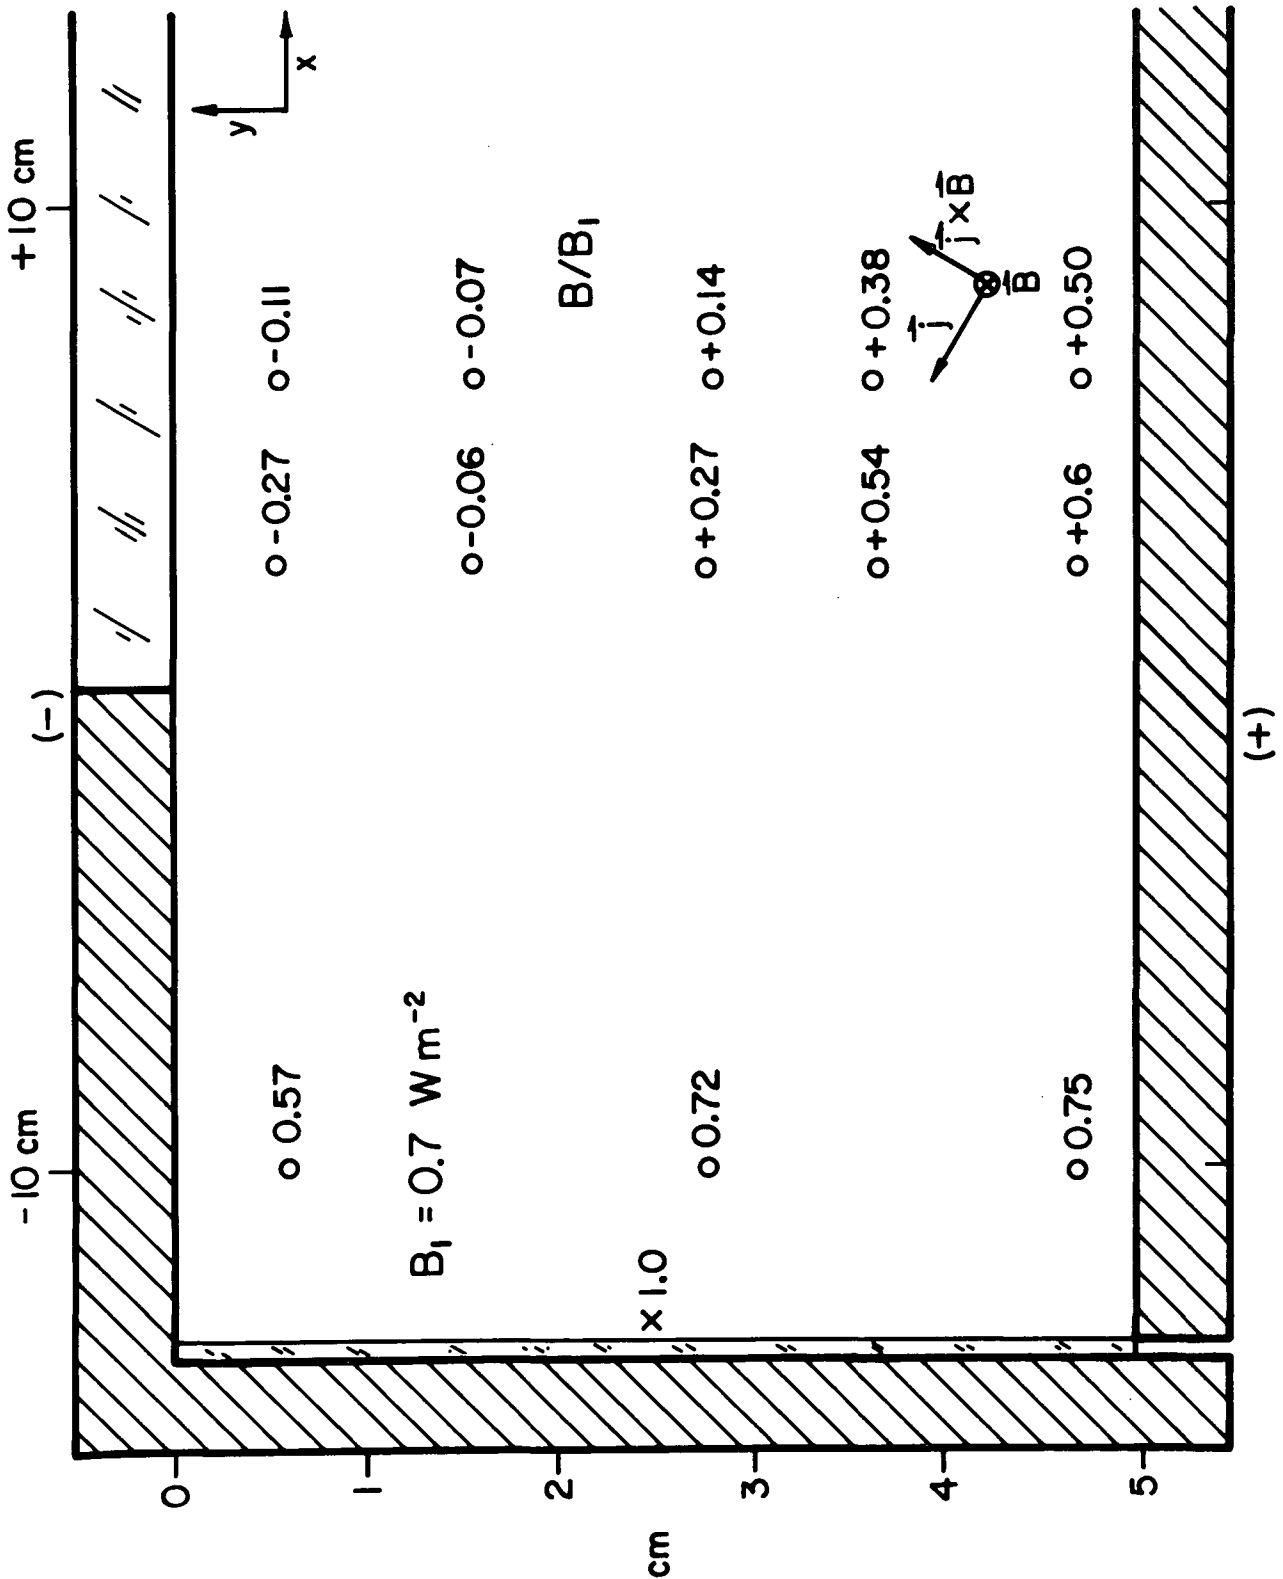 -10 cm
(-)
+10 cm
y
x
0.57
-0.27
-0.11
B₁ = 0.7 W m⁻²
-0.06
-0.07
B/B₁
x 1.0
0.72
+0.27
+0.14
+0.54
+0.38
j
j x B
B
0.75
+0.6
+0.50
(+)
0
1
2
3
4
5
cm